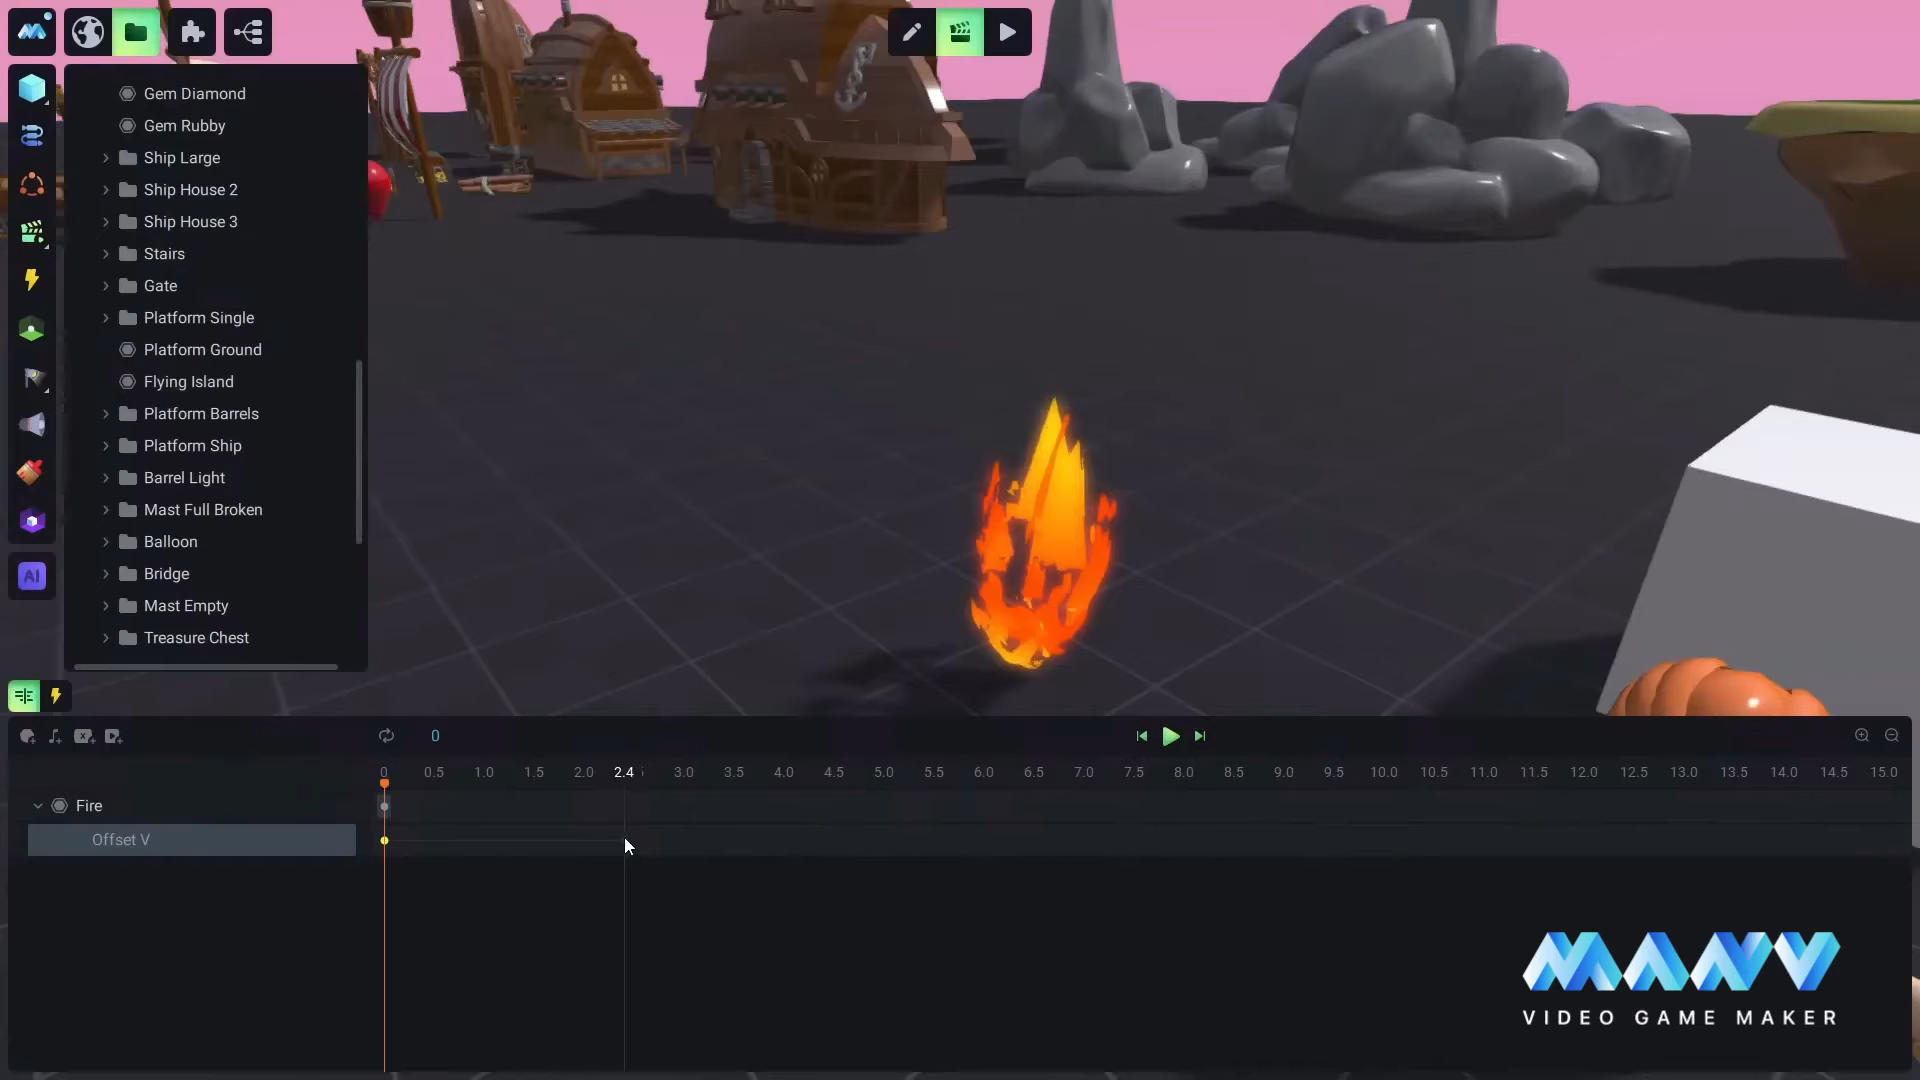 Gem Diamond
Gem Rubby
Ship Large
Ship House 2
Ship House 3
Stairs
Gate
Platform Single
Platform Ground
Flying Island
Platform Barrels
Platform Ship
Barrel Light
Mast Full Broken
Balloon
Bridge
Mast Empty
Treasure Chest
AI
0
0 0.5 1.0 1.5 2.0 2.4 3.0 3.5 4.0 4.5 5.0 5.5 6.0 6.5 7.0 7.5 8.0 8.5 9.0 9.5 10.0 10.5 11.0 11.5 12.0 12.5 13.0 13.5 14.0 14.5 15.0
Fire
Offset V
MANV
VIDEO GAME MAKER